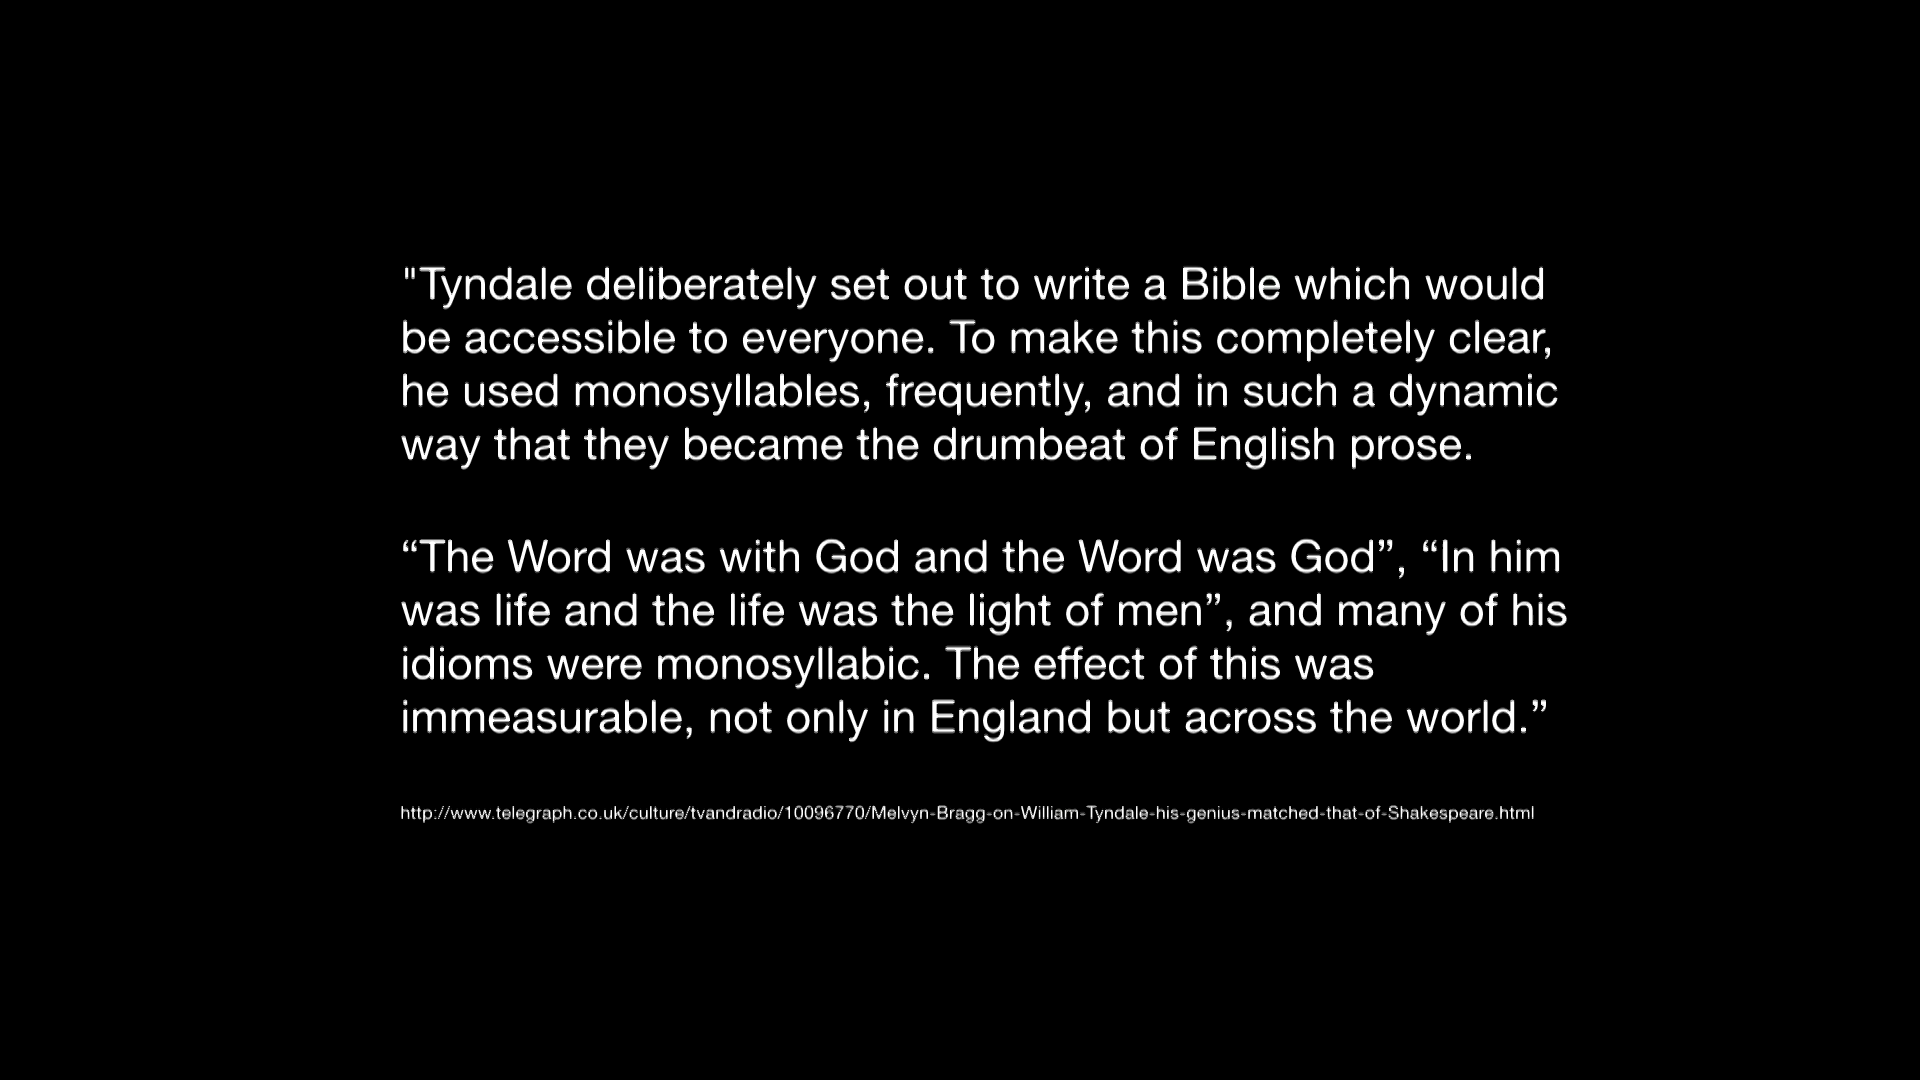 "Tyndale deliberately set out to write a Bible which would
be accessible to everyone. To make this completely clear,
he used monosyllables, frequently, and in such a dynamic
way that they became the drumbeat of English prose.
“The Word was with God and the Word was God”, “In him
was life and the life was the light of men”, and many of his
idioms were monosyllabic. The effect of this was
immeasurable, not only in England but across the world.”
http://www.telegraph.co.uk/culture/tvandradio/10096770/Melvyn-Bragg-on-William-Tyndale-his-genius-matched-that-of-Shakespeare.html